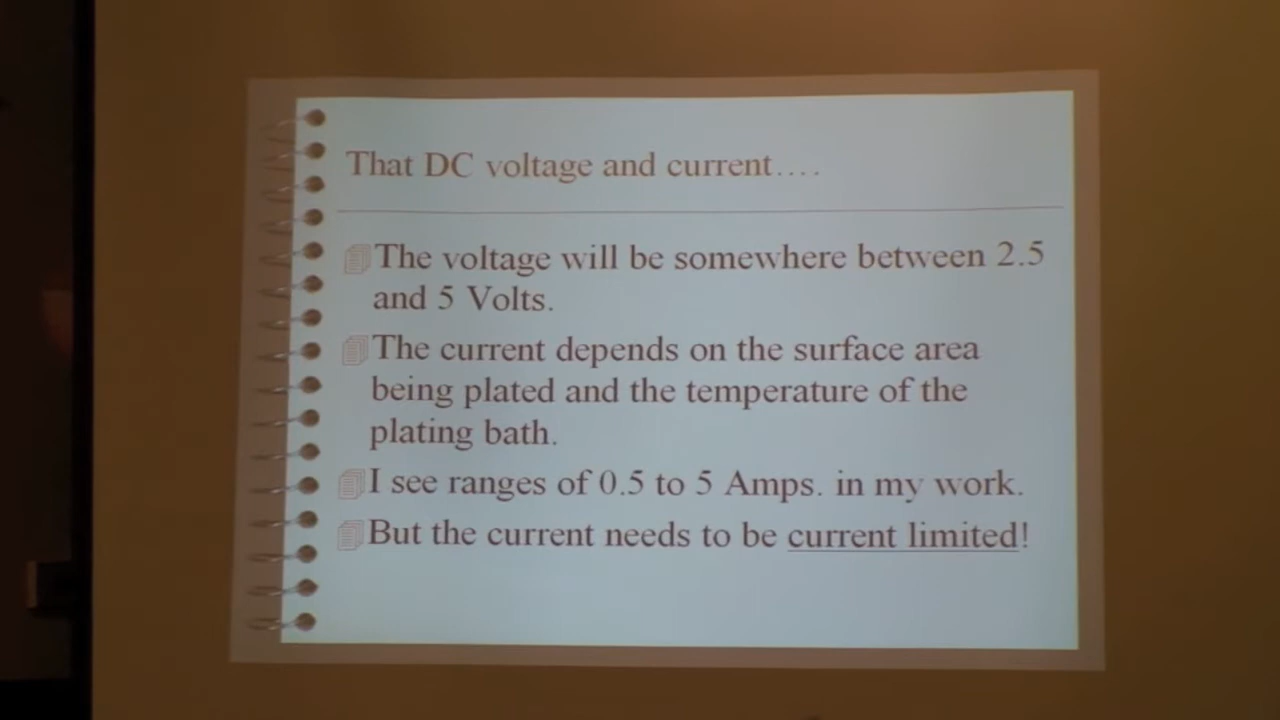 That DC voltage and current....
The voltage will be somewhere between 2.5
and 5 Volts.
The current depends on the surface area
being plated and the temperature of the
plating bath.
I see ranges of 0.5 to 5 Amps. in my work.
But the current needs to be current limited!